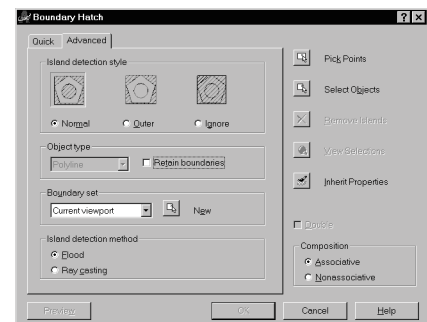 Boundary Hatch
Quick Advanced
Island detection style
Normal Outer Ignore
Object type
Polyline Retain boundaries
Boundary set
Current viewport New
Island detection method
Flood
Ray casting
Pick Points
Select Objects
Remove Islands
View Selections
Inherit Properties
Double
Composition
Associative
Nonassociative
Preview OK Cancel Help